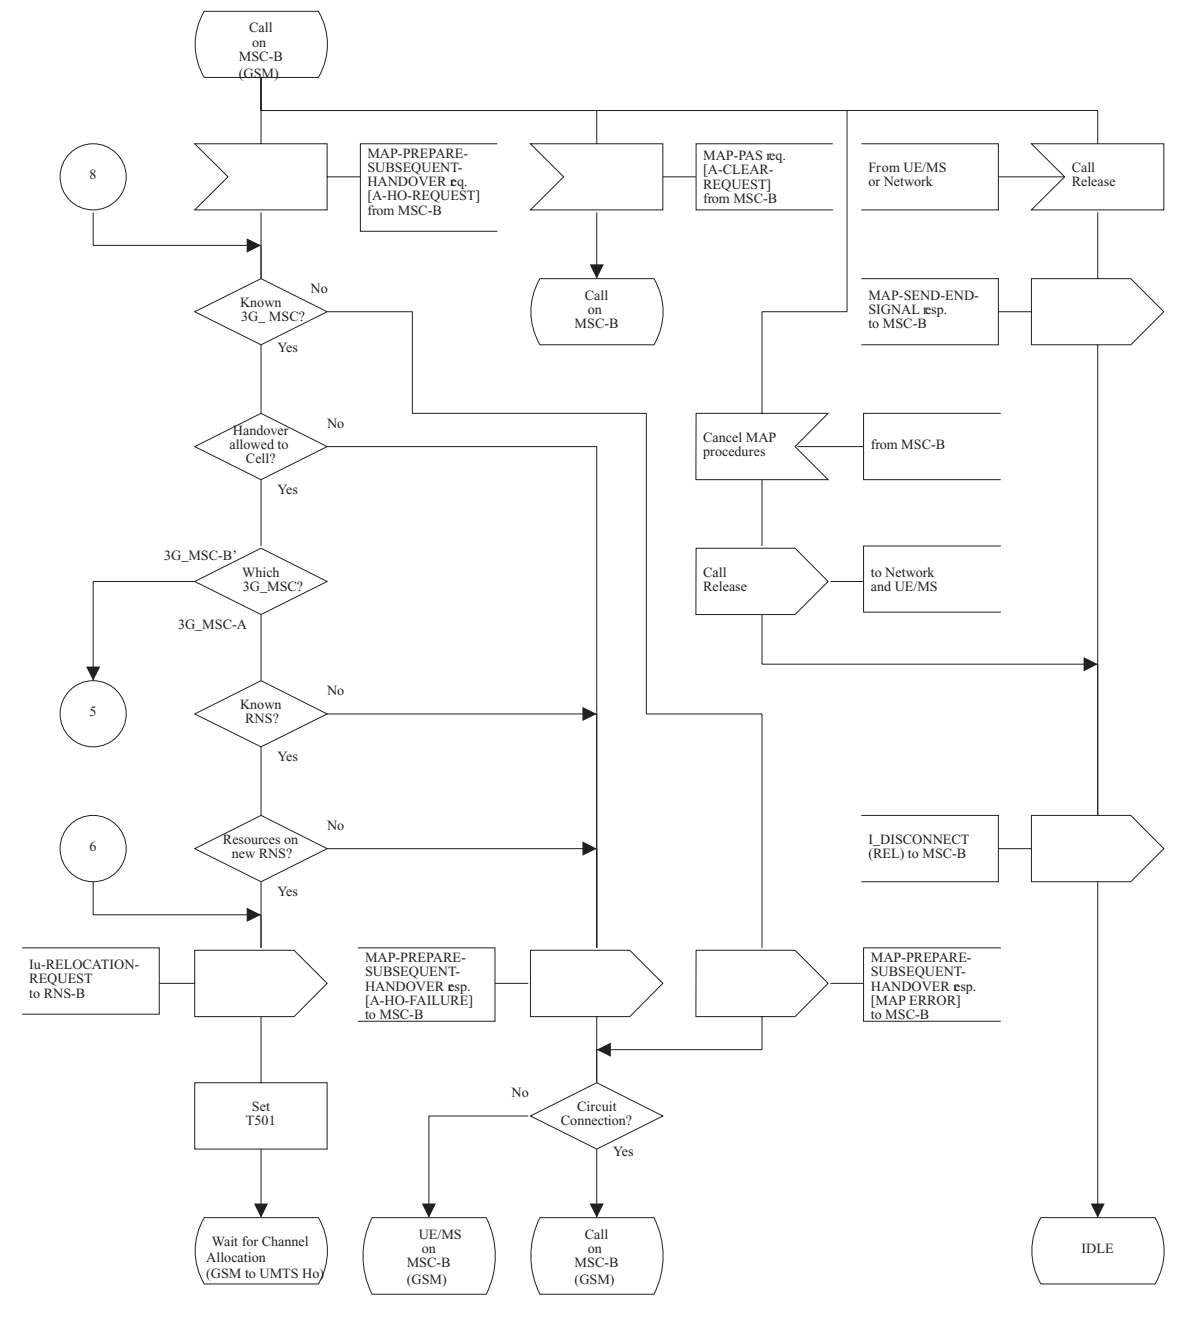 Call
on
MSC-B
(GSM)
8
MAP-PREPARE-
SUBSEQUENT-
HANDOVER req.
[A-HO-REQUEST]
from MSC-B
MAP-PAS req.
[A-CLEAR-
REQUEST]
from MSC-B
From UE/MS
or Network
Call
Release
Known
3G_ MSC?
No
Yes
Call
on
MSC-B
MAP-SEND-END-
SIGNAL resp.
to MSC-B
Handover
allowed to
Cell?
No
Yes
Cancel MAP
procedures
from MSC-B
3G_MSC-B’
Which
3G_MSC?
3G_MSC-A
Call
Release
to Network
and UE/MS
5
Known
RNS?
No
Yes
6
Resources on
new RNS?
No
Yes
I_DISCONNECT
(REL) to MSC-B
Iu-RELOCATION-
REQUEST
to RNS-B
MAP-PREPARE-
SUBSEQUENT-
HANDOVER resp.
[A-HO-FAILURE]
to MSC-B
MAP-PREPARE-
SUBSEQUENT-
HANDOVER resp.
[MAP ERROR]
to MSC-B
Set
T501
No
Circuit
Connection?
Yes
Wait for Channel
Allocation
(GSM to UMTS Ho)
UE/MS
on
MSC-B
(GSM)
Call
on
MSC-B
(GSM)
IDLE